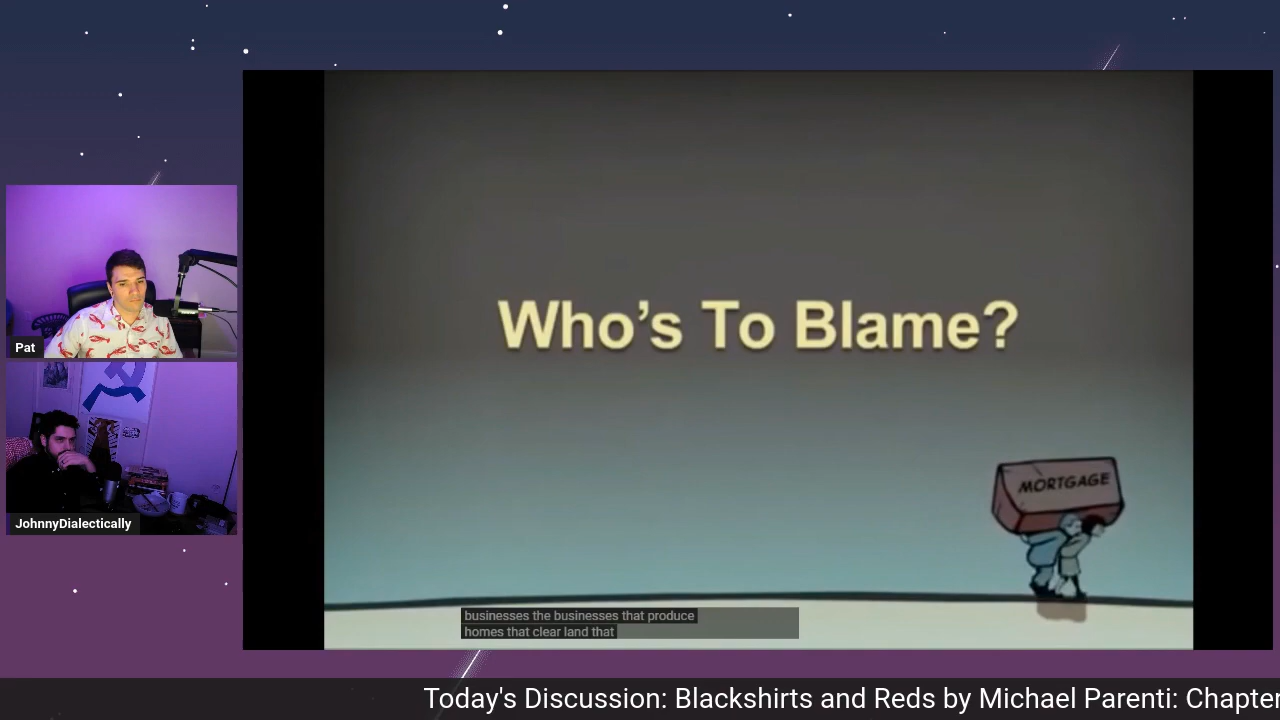 Who's To Blame?
MORTGAGE
Pat
JohnnyDialectically
businesses the businesses that produce
homes that clear land that
Today's Discussion: Blackshirts and Reds by Michael Parenti: Chapter